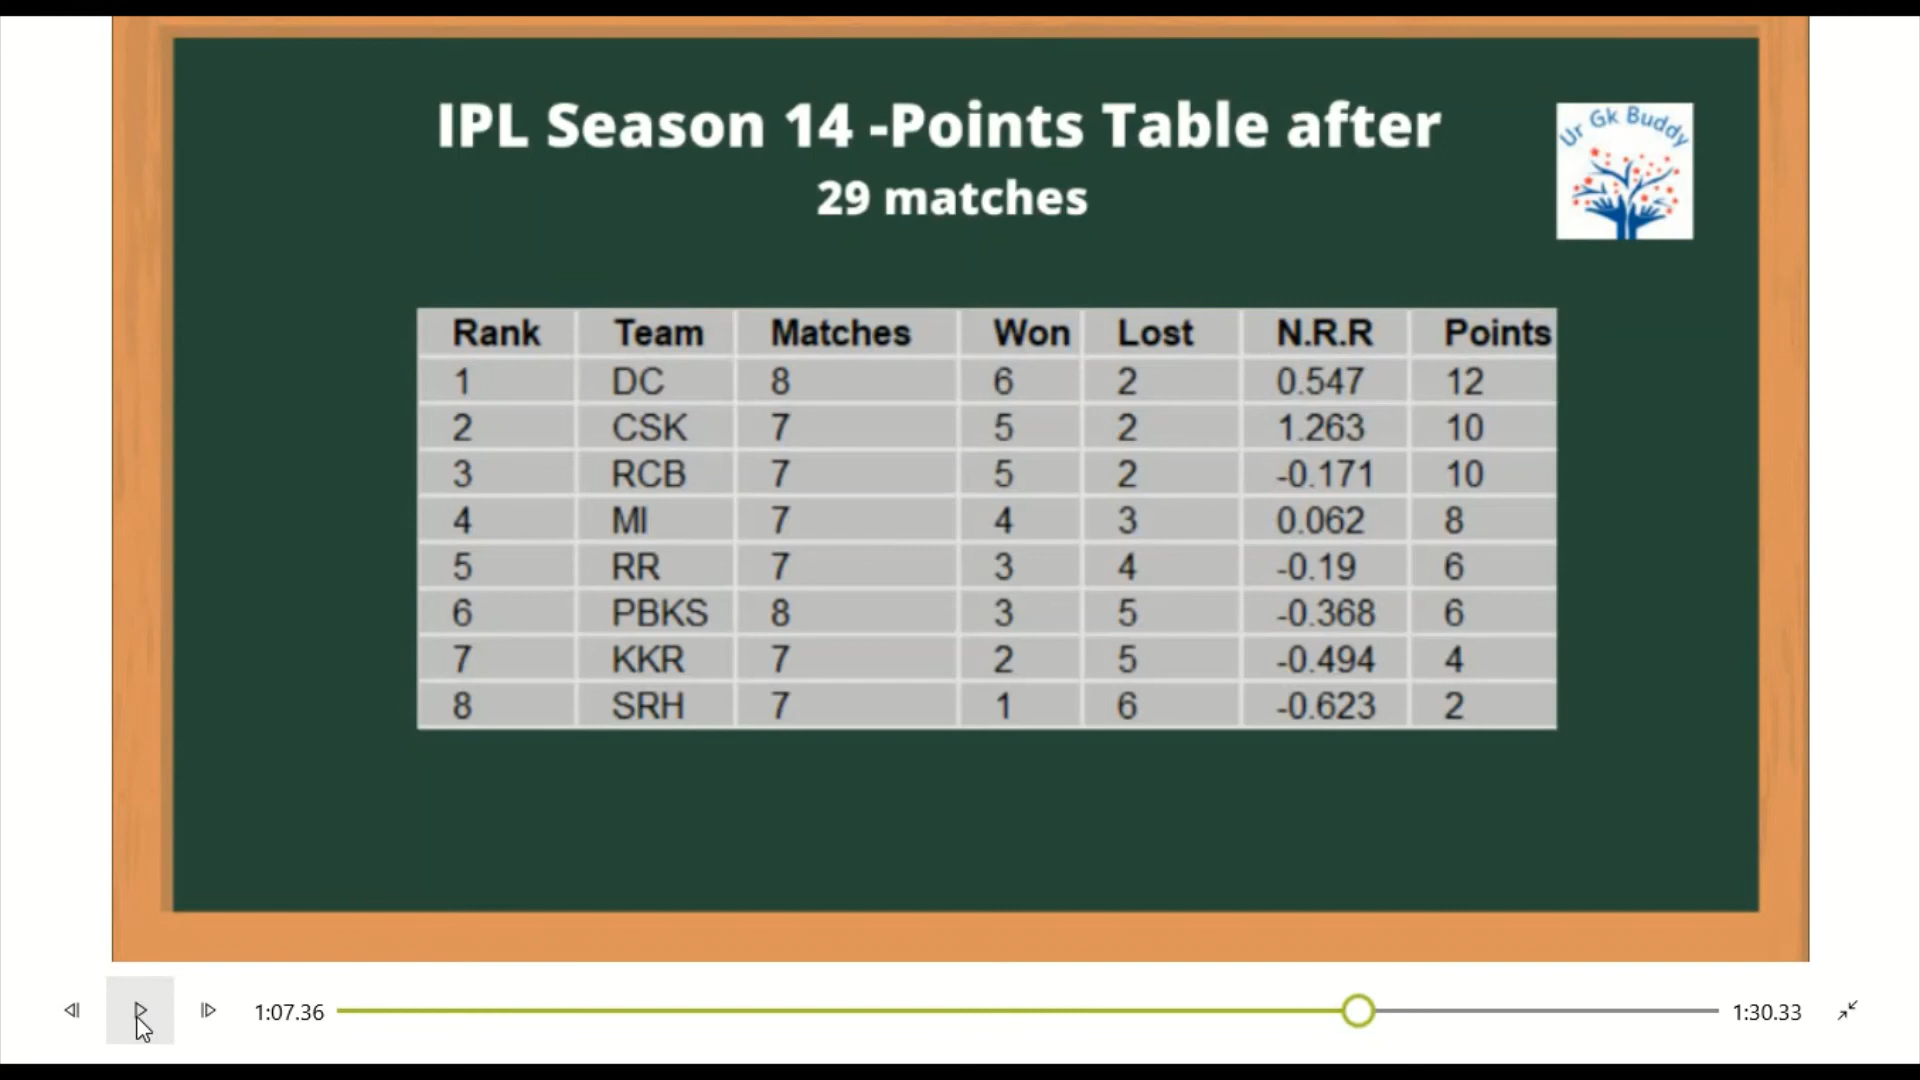 IPL Season 14 -Points Table after
29 matches
Ur Gk Buddy
Rank Team Matches Won Lost N.R.R Points
1 DC 8 6 2 0.547 12
2 CSK 7 5 2 1.263 10
3 RCB 7 5 2 -0.171 10
4 MI 7 4 3 0.062 8
5 RR 7 3 4 -0.19 6
6 PBKS 8 3 5 -0.368 6
7 KKR 7 2 5 -0.494 4
8 SRH 7 1 6 -0.623 2
1:07.36 1:30.33